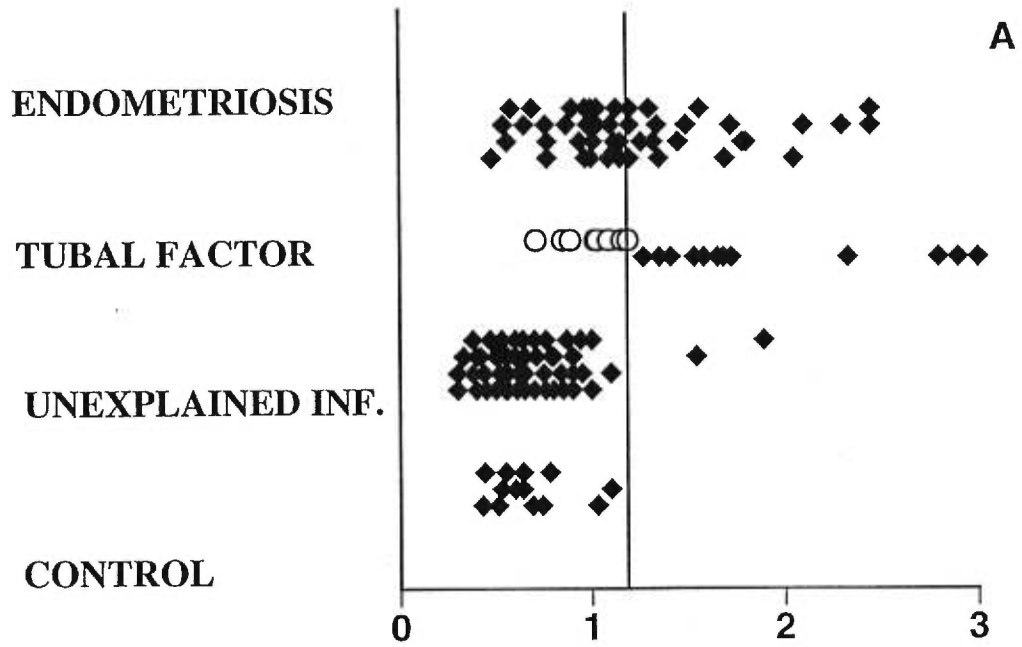 A
ENDOMETRIOSIS
TUBAL FACTOR
UNEXPLAINED INF.
CONTROL
0 1 2 3